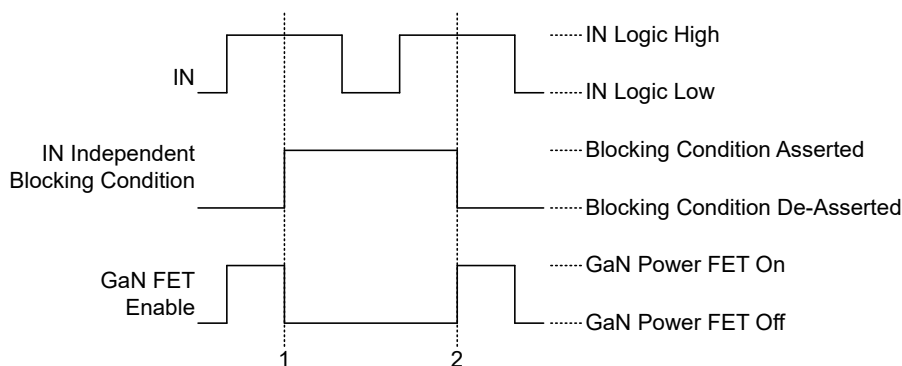 IN
IN Logic High
IN Logic Low
IN Independent
Blocking Condition
Blocking Condition Asserted
Blocking Condition De-Asserted
GaN FET
Enable
GaN Power FET On
GaN Power FET Off
1
2